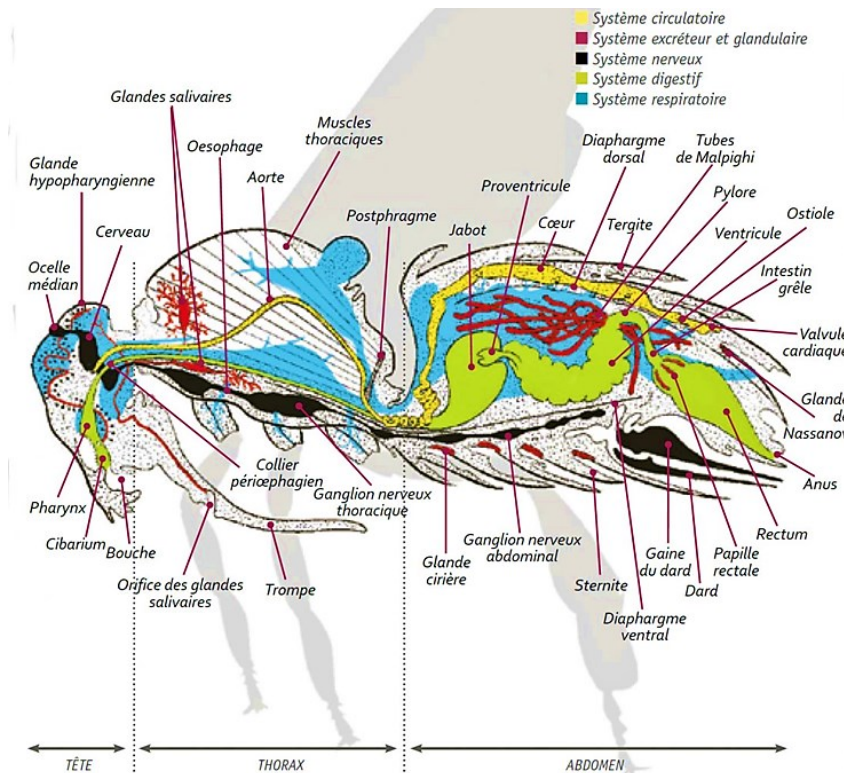 Système circulatoire
Système excréteur et glandulaire
Système nerveux
Système digestif
Système respiratoire
Glandes salivaires
Oesophage
Muscles
thoraciques
Aorte
Glande
hypopharyngienne
Cerveau
Ocelle
médian
Postphragme
Jabot
Proventricule
Cœur
Diaphargme
dorsal
Tergite
Tubes
de Malpighi
Pylore
Ventricule
Ostiole
Intestin
grêle
Valvule
cardiaque
Glande
de
Nassanov
Anus
Rectum
Papille
rectale
Dard
Gaine
du dard
Diaphargme
ventral
Sternite
Ganglion nerveux
abdominal
Glande
cirière
Ganglion nerveux
thoracique
Collier
périœphagien
Trompe
Orifice des glandes
salivaires
Bouche
Cibarium
Pharynx
TÊTE
THORAX
ABDOMEN